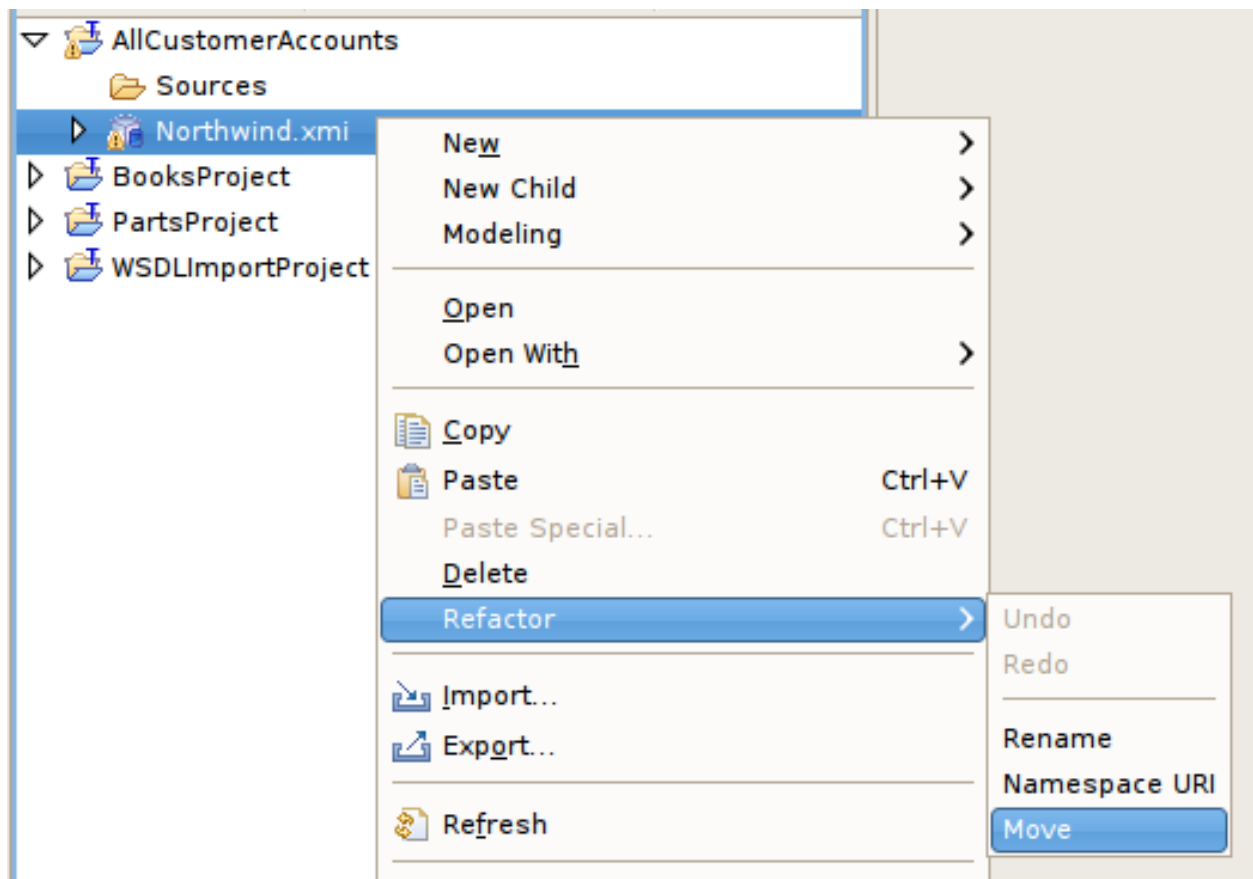 AllCustomerAccounts
Sources
Northwind.xmi
BooksProject
PartsProject
WSDLImportProject
New
New Child
Modeling
Open
Open With
Copy
Paste Ctrl+V
Paste Special... Ctrl+V
Delete
Refactor
Import...
Export...
Refresh
Undo
Redo
Rename
Namespace URI
Move